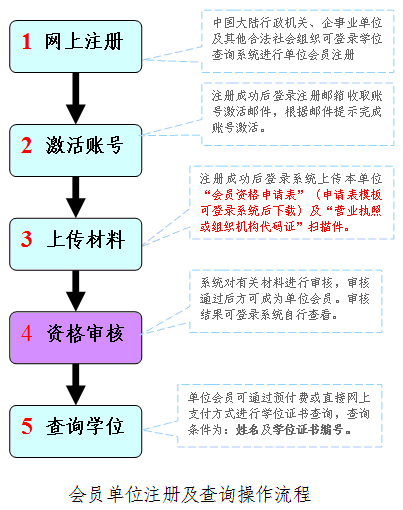 1 网上注册
中国大陆行政机关、企事业单位
及其他合法社会组织可登录学位
查询系统进行单位会员注册
2 激活账号
注册成功后登录注册邮箱收取账
号激活邮件，根据邮件提示完成
账号激活。
3 上传材料
注册成功后登录系统上传本单位
“会员资格申请表”（申请表模板
可登录系统后下载）及“营业执照
或组织机构代码证”扫描件。
4 资格审核
系统对有关材料进行审核，审核
通过后方可成为单位会员。审核
结果可登录系统自行查看。
5 查询学位
单位会员可通过预付费或直接网上
支付方式进行学位证书查询，查询
条件为：姓名及学位证书编号。
会员单位注册及查询操作流程